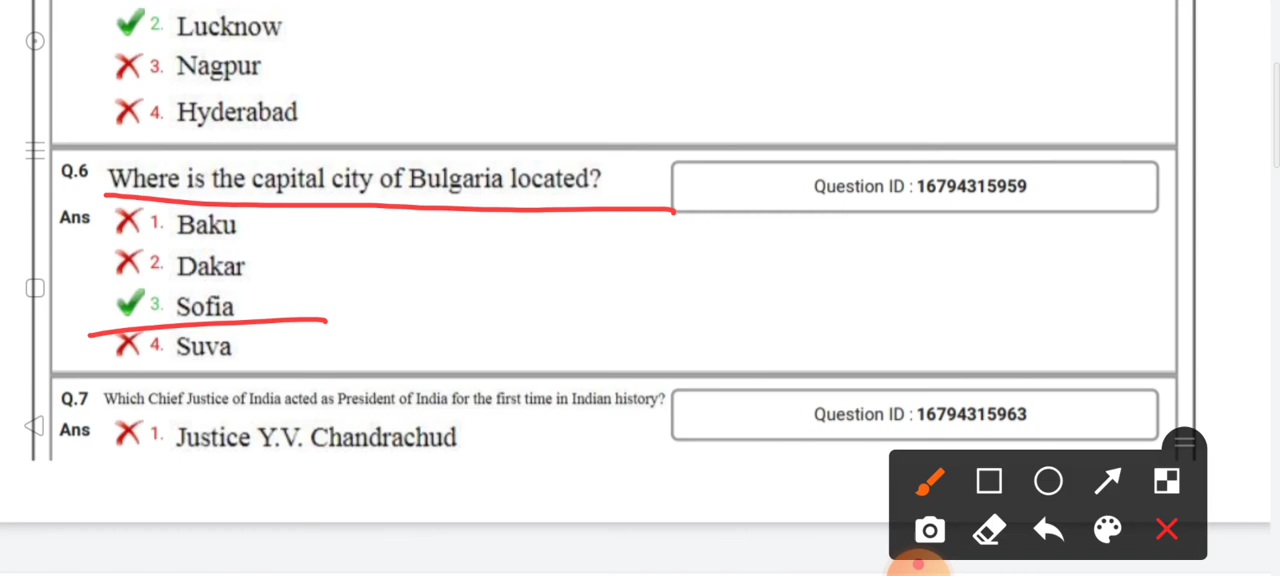 2. Lucknow
3. Nagpur
4. Hyderabad
Q.6 Where is the capital city of Bulgaria located? Question ID : 16794315959
Ans 1. Baku
2. Dakar
3. Sofia
4. Suva
Q.7 Which Chief Justice of India acted as President of India for the first time in Indian history? Question ID : 16794315963
Ans 1. Justice Y.V. Chandrachud